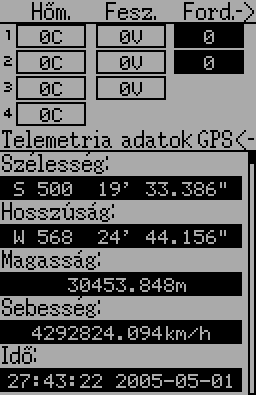 Hőm. Fesz. Ford.->
1 0C 0V 0
2 0C 0V 0
3 0C 0V
4 0C
Telemetria adatok GPS<-
Szélesség:
S 500 19' 33.386"
Hosszúság:
W 568 24' 44.156"
Magasság:
30453.848m
Sebesség:
4292824.094km/h
Idő:
27:43:22 2005-05-01